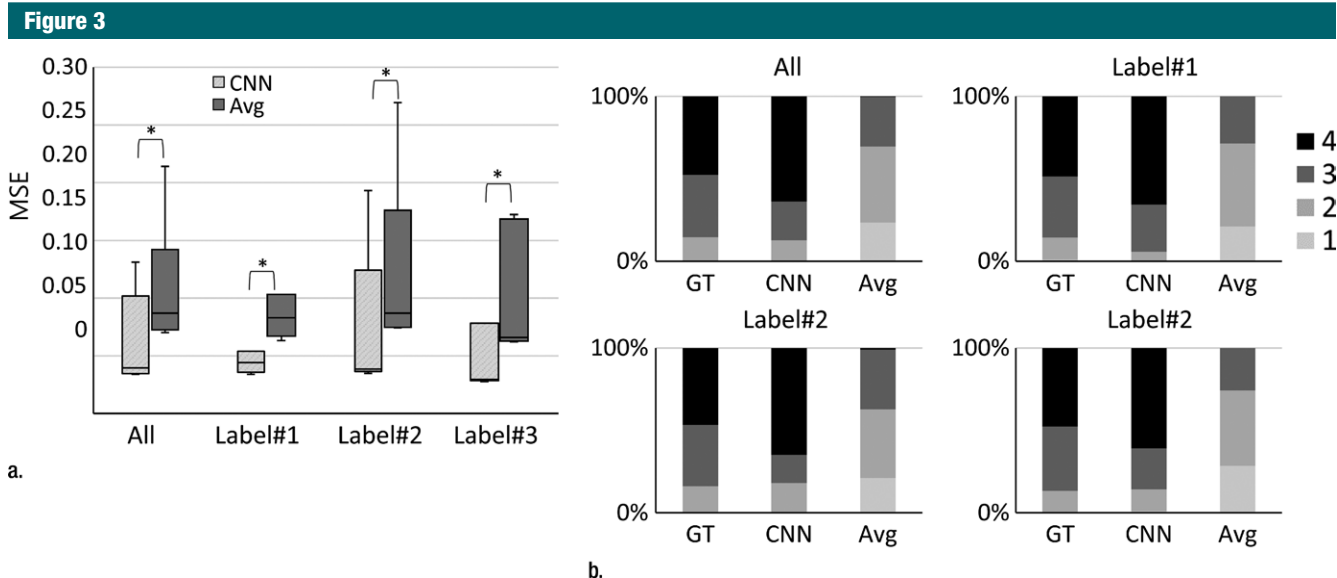 Figure 3
0.30
0.25
0.20
0.15
0.10
0.05
0
MSE
CNN
Avg
*
*
*
*
All
Label#1
Label#2
Label#3
a.
All
100%
0%
GT CNN Avg
Label#1
100%
0%
GT CNN Avg
4
3
2
1
Label#2
100%
0%
GT CNN Avg
Label#2
100%
0%
GT CNN Avg
b.